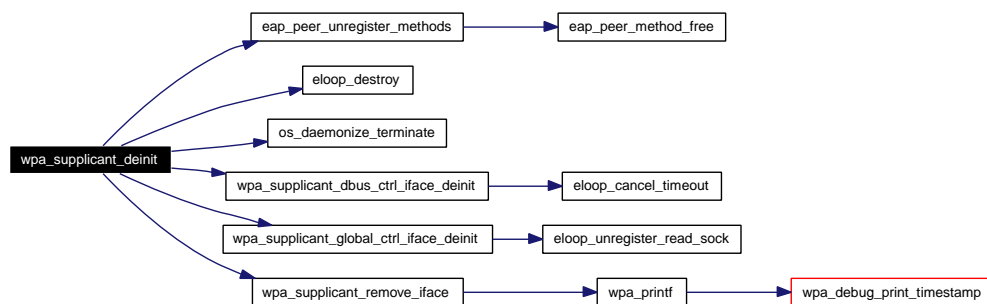 eap_peer_unregister_methods
eap_peer_method_free
eloop_destroy
os_daemonize_terminate
wpa_supplicant_deinit
wpa_supplicant_dbus_ctrl_iface_deinit
eloop_cancel_timeout
wpa_supplicant_global_ctrl_iface_deinit
eloop_unregister_read_sock
wpa_supplicant_remove_iface
wpa_printf
wpa_debug_print_timestamp